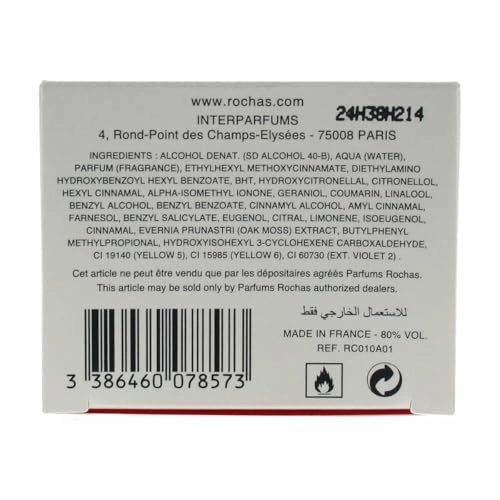 www.rochas.com
24H38H214
INTERPARFUMS
4, Rond-Point des Champs-Elysées - 75008 PARIS
INGREDIENTS : ALCOHOL DENAT. (SD ALCOHOL 40-B), AQUA (WATER),
PARFUM (FRAGRANCE), ETHYLHEXYL METHOXYCINNAMATE, DIETHYLAMINO
HYDROXYBENZOYL HEXYL BENZOATE, BHT, HYDROXYCITRONELLAL, CITRONELLOL,
HEXYL CINNAMAL, ALPHA-ISOMETHYL IONONE, GERANIOL, COUMARIN, LINALOOL,
BENZYL ALCOHOL, BENZYL BENZOATE, CINNAMYL ALCOHOL, AMYL CINNAMAL,
FARNESOL, BENZYL SALICYLATE, EUGENOL, CITRAL, LIMONENE, ISOEUGENOL,
CINNAMAL, EVERNIA PRUNASTRI (OAK MOSS) EXTRACT, BUTYLPHENYL
METHYLPROPIONAL, HYDROXYISOHEXYL 3-CYCLOHEXENE CARBOXALDEHYDE,
CI 19140 (YELLOW 5), CI 15985 (YELLOW 6), CI 60730 (EXT. VIOLET 2).
Cet article ne peut être vendu que par les dépositaires agréés Parfums Rochas.
This article may be sold only by Parfums Rochas authorized dealers.
للاستعمال الخارجي فقط
MADE IN FRANCE - 80% VOL.
REF. RC010A01
3 386460 078573